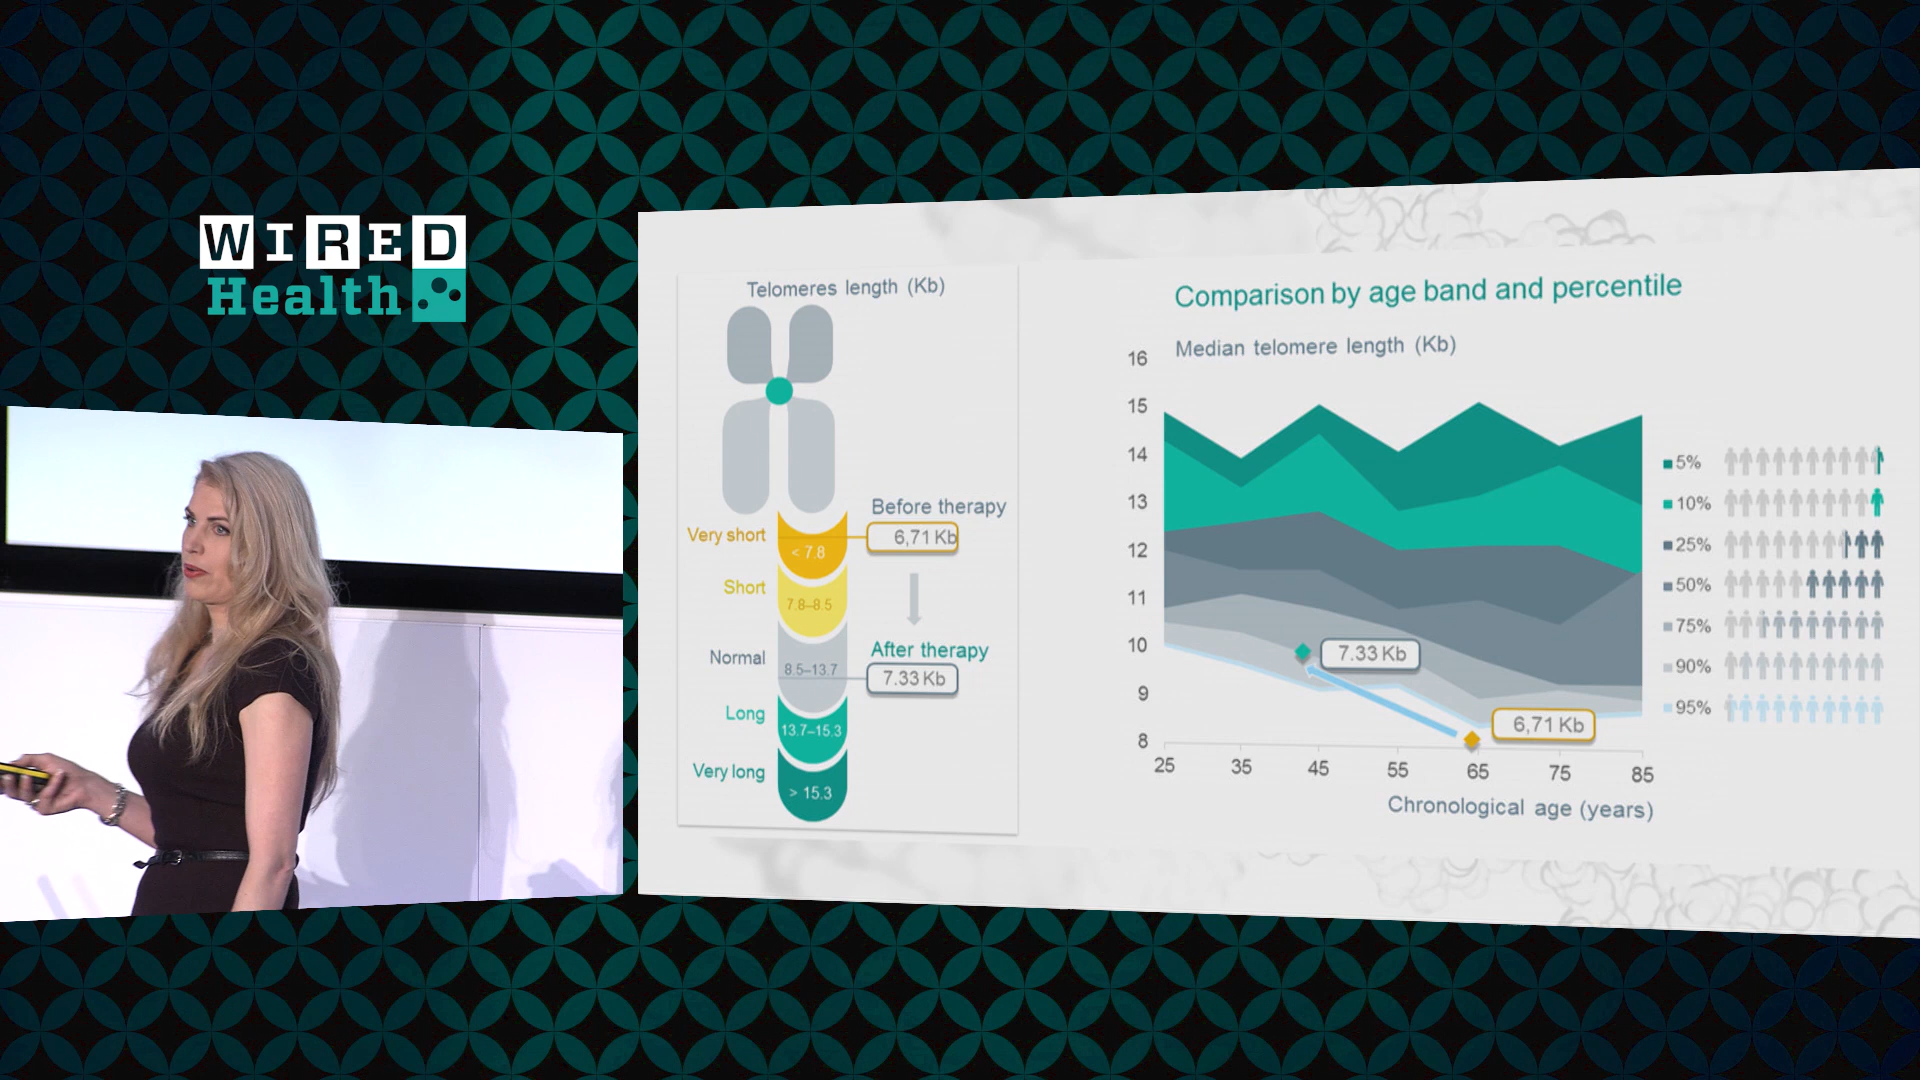 WIRED
Health
Telomeres length (Kb)
Before therapy
Very short
< 7.8
6,71 Kb
Short
7.8–8.5
After therapy
Normal
8.5–13.7
7.33 Kb
Long
13.7–15.3
Very long
> 15.3
Comparison by age band and percentile
Median telomere length (Kb)
16
15
14
13
12
11
10
9
8
7.33 Kb
6,71 Kb
25 35 45 55 65 75 85
Chronological age (years)
5%
10%
25%
50%
75%
90%
95%